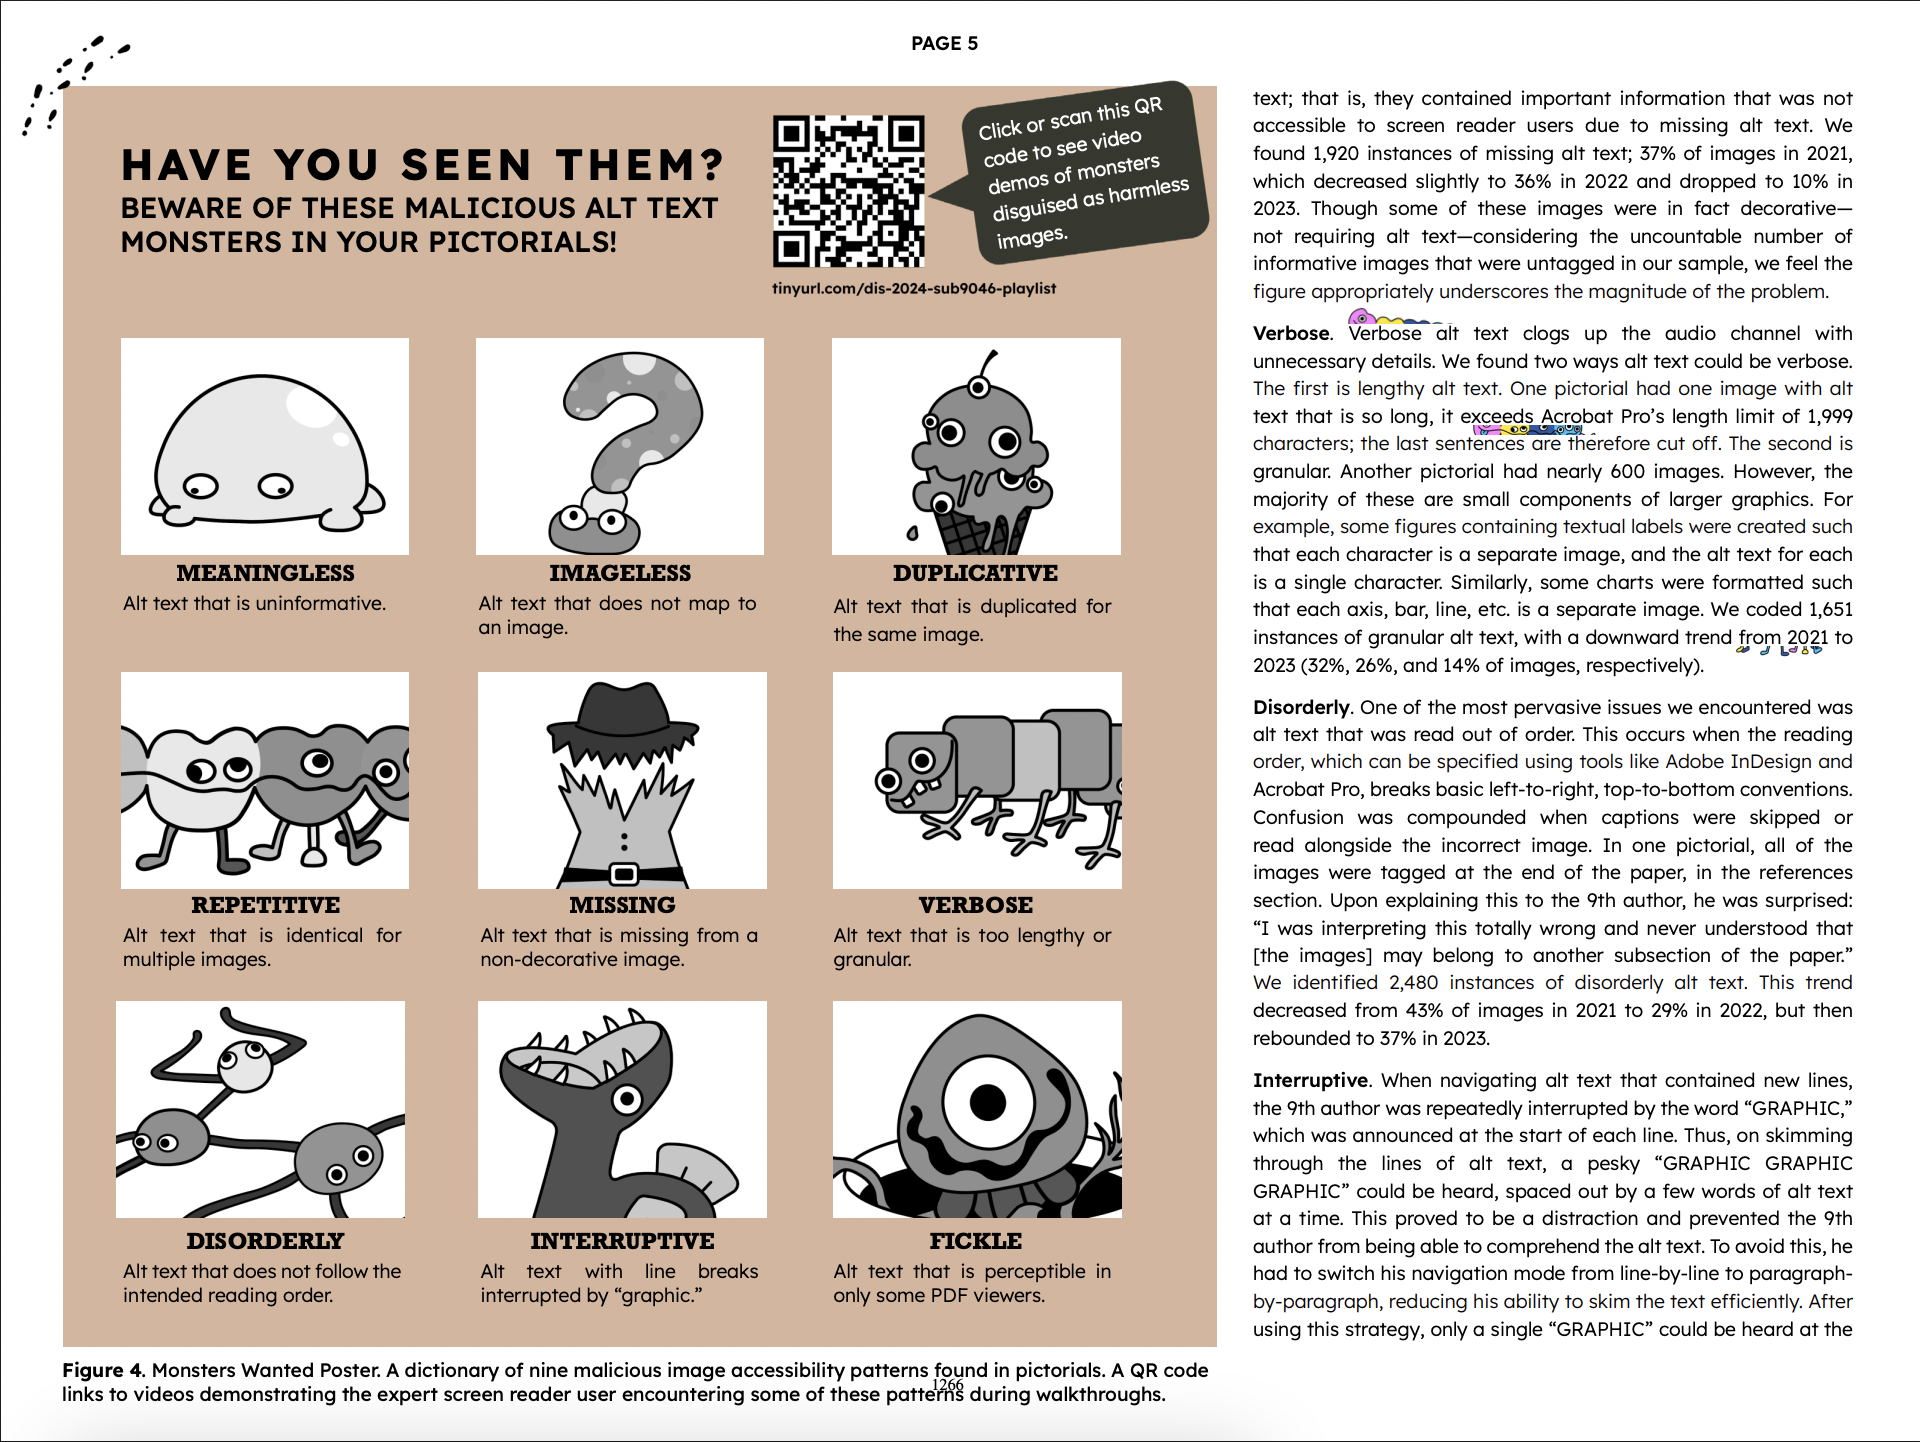 PAGE 5
HAVE YOU SEEN THEM?
BEWARE OF THESE MALICIOUS ALT TEXT
MONSTERS IN YOUR PICTORIALS!
Click or scan this QR
code to see video
demos of monsters
disguised as harmless
images.
tinyurl.com/dis-2024-sub9046-playlist
MEANINGLESS
Alt text that is uninformative.
IMAGELESS
Alt text that does not map to
an image.
DUPLICATIVE
Alt text that is duplicated for
the same image.
REPETITIVE
Alt text that is identical for
multiple images.
MISSING
Alt text that is missing from a
non-decorative image.
VERBOSE
Alt text that is too lengthy or
granular.
DISORDERLY
Alt text that does not follow the
intended reading order.
INTERRUPTIVE
Alt text with line breaks
interrupted by “graphic.”
FICKLE
Alt text that is perceptible in
only some PDF viewers.
Figure 4. Monsters Wanted Poster. A dictionary of nine malicious image accessibility patterns found in pictorials. A QR code
links to videos demonstrating the expert screen reader user encountering some of these patterns during walkthroughs.
1266
text; that is, they contained important information that was not
accessible to screen reader users due to missing alt text. We
found 1,920 instances of missing alt text; 37% of images in 2021,
which decreased slightly to 36% in 2022 and dropped to 10% in
2023. Though some of these images were in fact decorative—
not requiring alt text—considering the uncountable number of
informative images that were untagged in our sample, we feel the
figure appropriately underscores the magnitude of the problem.
Verbose. Verbose alt text clogs up the audio channel with
unnecessary details. We found two ways alt text could be verbose.
The first is lengthy alt text. One pictorial had one image with alt
text that is so long, it exceeds Acrobat Pro’s length limit of 1,999
characters; the last sentences are therefore cut off. The second is
granular. Another pictorial had nearly 600 images. However, the
majority of these are small components of larger graphics. For
example, some figures containing textual labels were created such
that each character is a separate image, and the alt text for each
is a single character. Similarly, some charts were formatted such
that each axis, bar, line, etc. is a separate image. We coded 1,651
instances of granular alt text, with a downward trend from 2021 to
2023 (32%, 26%, and 14% of images, respectively).
Disorderly. One of the most pervasive issues we encountered was
alt text that was read out of order. This occurs when the reading
order, which can be specified using tools like Adobe InDesign and
Acrobat Pro, breaks basic left-to-right, top-to-bottom conventions.
Confusion was compounded when captions were skipped or
read alongside the incorrect image. In one pictorial, all of the
images were tagged at the end of the paper, in the references
section. Upon explaining this to the 9th author, he was surprised:
“I was interpreting this totally wrong and never understood that
[the images] may belong to another subsection of the paper.”
We identified 2,480 instances of disorderly alt text. This trend
decreased from 43% of images in 2021 to 29% in 2022, but then
rebounded to 37% in 2023.
Interruptive. When navigating alt text that contained new lines,
the 9th author was repeatedly interrupted by the word “GRAPHIC,”
which was announced at the start of each line. Thus, on skimming
through the lines of alt text, a pesky “GRAPHIC GRAPHIC
GRAPHIC” could be heard, spaced out by a few words of alt text
at a time. This proved to be a distraction and prevented the 9th
author from being able to comprehend the alt text. To avoid this, he
had to switch his navigation mode from line-by-line to paragraph-
by-paragraph, reducing his ability to skim the text efficiently. After
using this strategy, only a single “GRAPHIC” could be heard at the